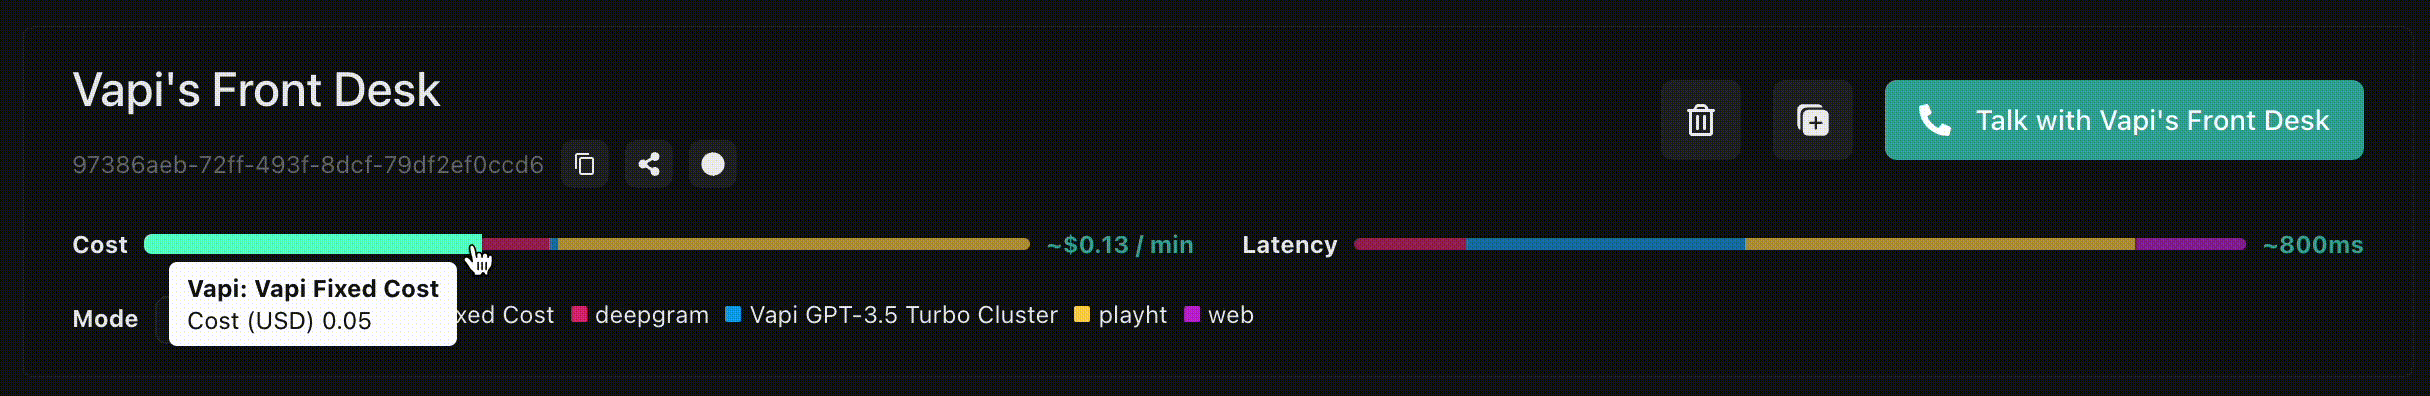 Vapi's Front Desk
Talk with Vapi's Front Desk
97386aeb-72ff-493f-8dcf-79df2ef0ccd6
Cost ~$0.13 / min Latency ~800ms
Vapi: Vapi Fixed Cost
Cost (USD) 0.05
Mode xed Cost deepgram Vapi GPT-3.5 Turbo Cluster playht web